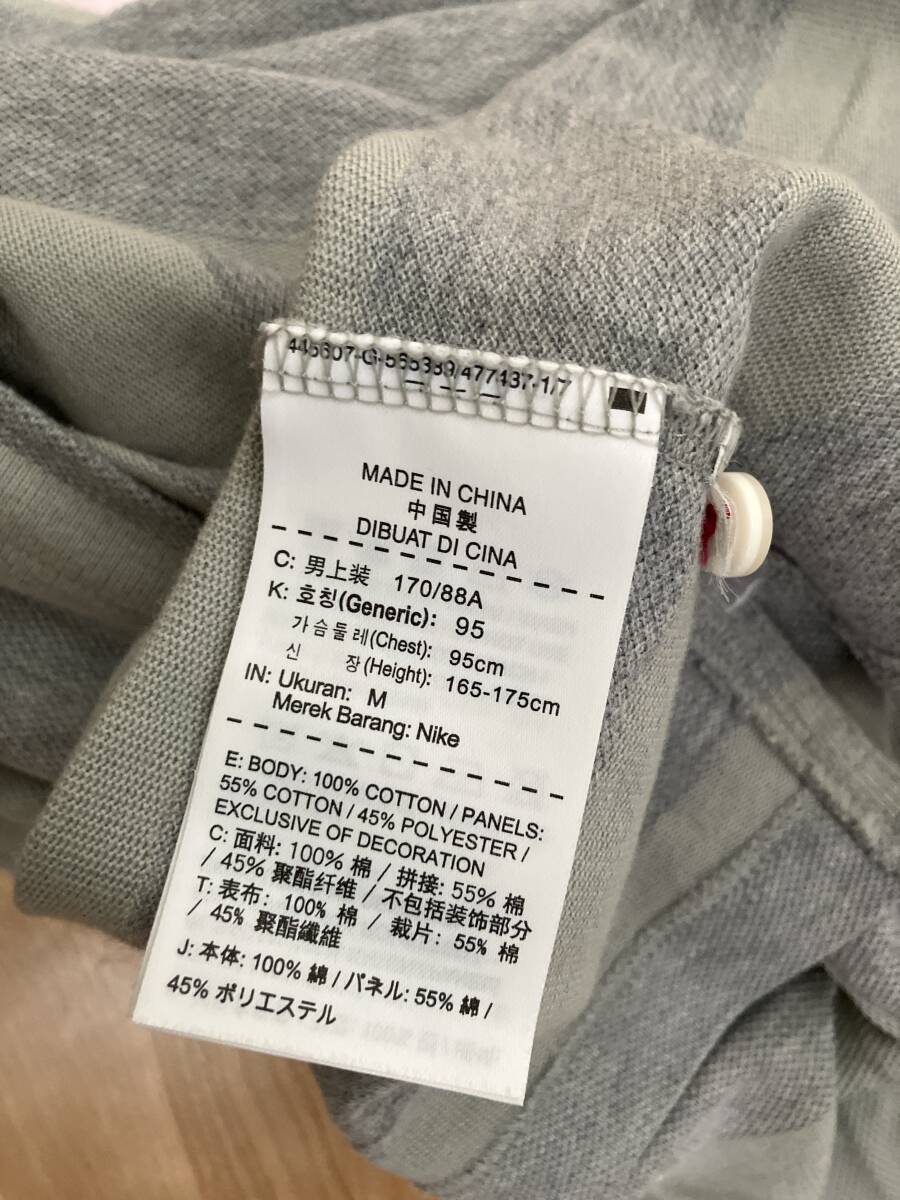 MADE IN CHINA
中国製
DIBUAT DI CINA
C: 男上装 170/88A
K: 호칭(Generic): 95
가슴둘레(Chest): 95cm
신 장(Height): 165-175cm
IN: Ukuran: M
Merek Barang: Nike
E: BODY: 100% COTTON / PANELS:
55% COTTON / 45% POLYESTER /
EXCLUSIVE OF DECORATION
C: 面料: 100% 棉 / 拼接: 55% 棉
/ 45% 聚酯纤维 / 不包括装饰部分
T: 表布: 100% 棉 / 裁片: 55% 棉
/ 45% 聚酯纖維
J: 本体: 100% 綿 / パネル: 55% 綿 /
45% ポリエステル